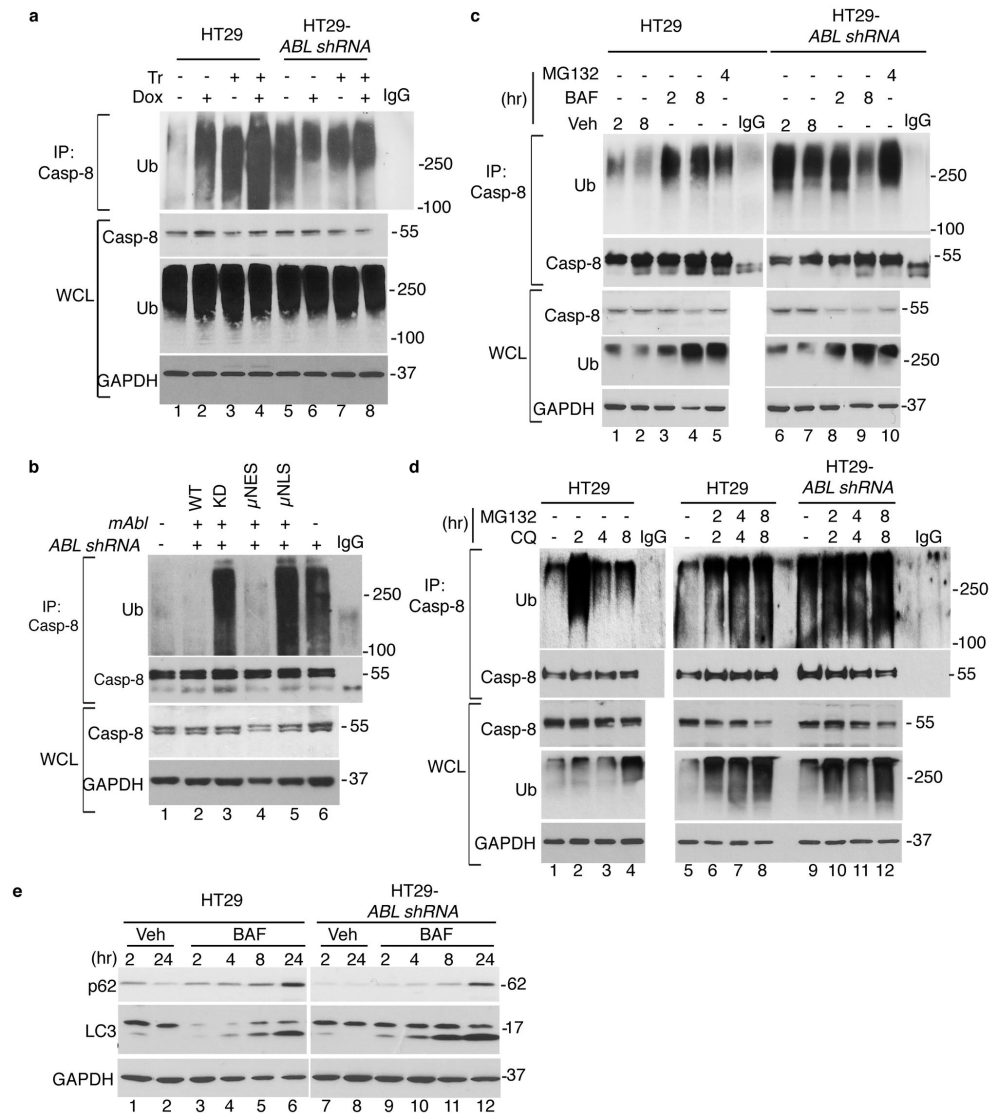 a
HT29
HT29-
ABL shRNA
Tr - - + + - - + +
Dox - + - + - + - + IgG
IP:
Casp-8
Ub
-250
-100
WCL
Casp-8
-55
Ub
-250
-100
GAPDH
-37
1 2 3 4 5 6 7 8
b
WT KD µNES µNLS
mAbl - + + + + -
ABL shRNA - + + + + + IgG
IP:
Casp-8
Ub
-250
-100
Casp-8
-55
WCL
Casp-8
-55
GAPDH
-37
1 2 3 4 5 6
c
HT29
HT29-
ABL shRNA
(hr)
MG132 - - - - 4 - - - - 4
BAF - - 2 8 - - - 2 8 -
Veh 2 8 - - - IgG 2 8 - - - IgG
IP:
Casp-8
Ub
-250
-100
Casp-8
-55
WCL
Casp-8
-55
Ub
-250
GAPDH
-37
1 2 3 4 5 6 7 8 9 10
d
HT29
HT29
HT29-
ABL shRNA
(hr)
MG132 - - - - - 2 4 8 - 2 4 8
CQ - 2 4 8 IgG - 2 4 8 - 2 4 8 IgG
IP:
Casp-8
Ub
-250
-100
Casp-8
-55
WCL
Casp-8
-55
Ub
-250
GAPDH
-37
1 2 3 4 5 6 7 8 9 10 11 12
e
HT29
HT29-
ABL shRNA
Veh BAF Veh BAF
(hr) 2 24 2 4 8 24 2 24 2 4 8 24
p62
-62
LC3
-17
GAPDH
-37
1 2 3 4 5 6 7 8 9 10 11 12